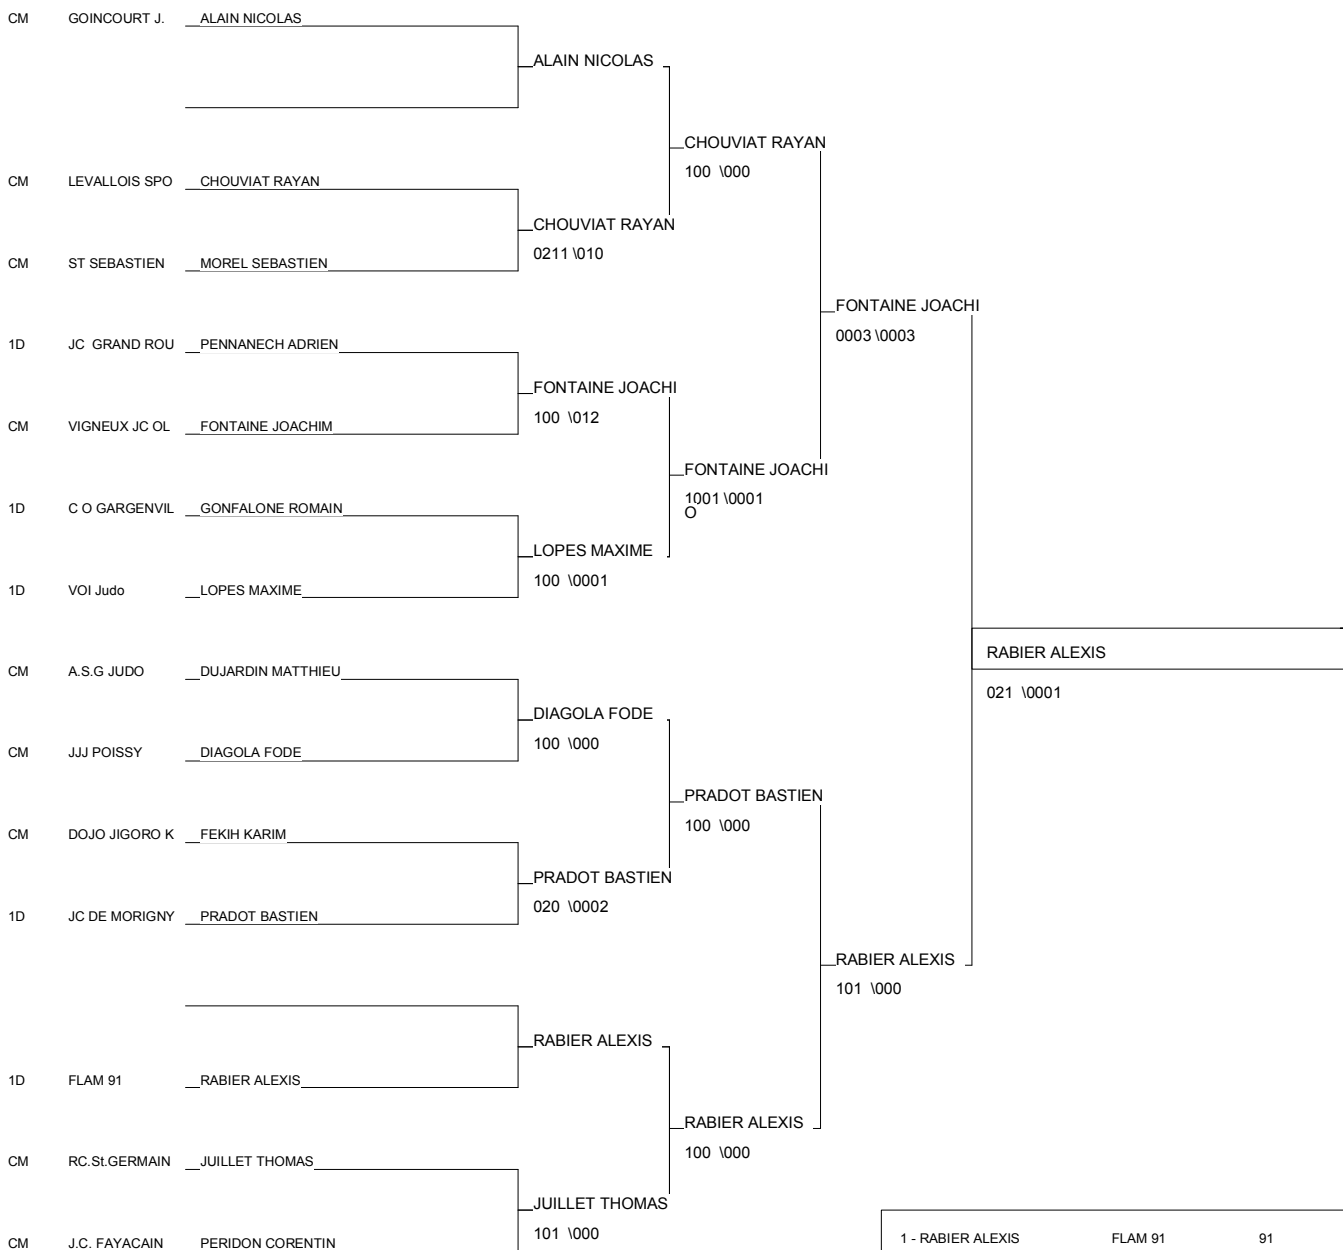 CM GOINCOURT J. ALAIN NICOLAS
ALAIN NICOLAS
CHOUVIAT RAYAN
100 \000
CM LEVALLOIS SPO CHOUVIAT RAYAN
CHOUVIAT RAYAN
0211 \010
CM ST SEBASTIEN MOREL SEBASTIEN
FONTAINE JOACHI
0003 \0003
1D JC GRAND ROU PENNANECH ADRIEN
FONTAINE JOACHI
100 \012
CM VIGNEUX JC OL FONTAINE JOACHIM
FONTAINE JOACHI
1001 \0001
O
1D C O GARGENVIL GONFALONE ROMAIN
LOPES MAXIME
100 \0001
1D VOI Judo LOPES MAXIME
RABIER ALEXIS
021 \0001
CM A.S.G JUDO DUJARDIN MATTHIEU
DIAGOLA FODE
100 \000
CM JJJ POISSY DIAGOLA FODE
PRADOT BASTIEN
100 \000
CM DOJO JIGORO K FEKIH KARIM
PRADOT BASTIEN
020 \0002
1D JC DE MORIGNY PRADOT BASTIEN
RABIER ALEXIS
101 \000
RABIER ALEXIS
1D FLAM 91 RABIER ALEXIS
RABIER ALEXIS
100 \000
CM RC.St.GERMAIN JUILLET THOMAS
JUILLET THOMAS
101 \000
CM J.C. FAYACAIN PERIDON CORENTIN
1 - RABIER ALEXIS FLAM 91 91